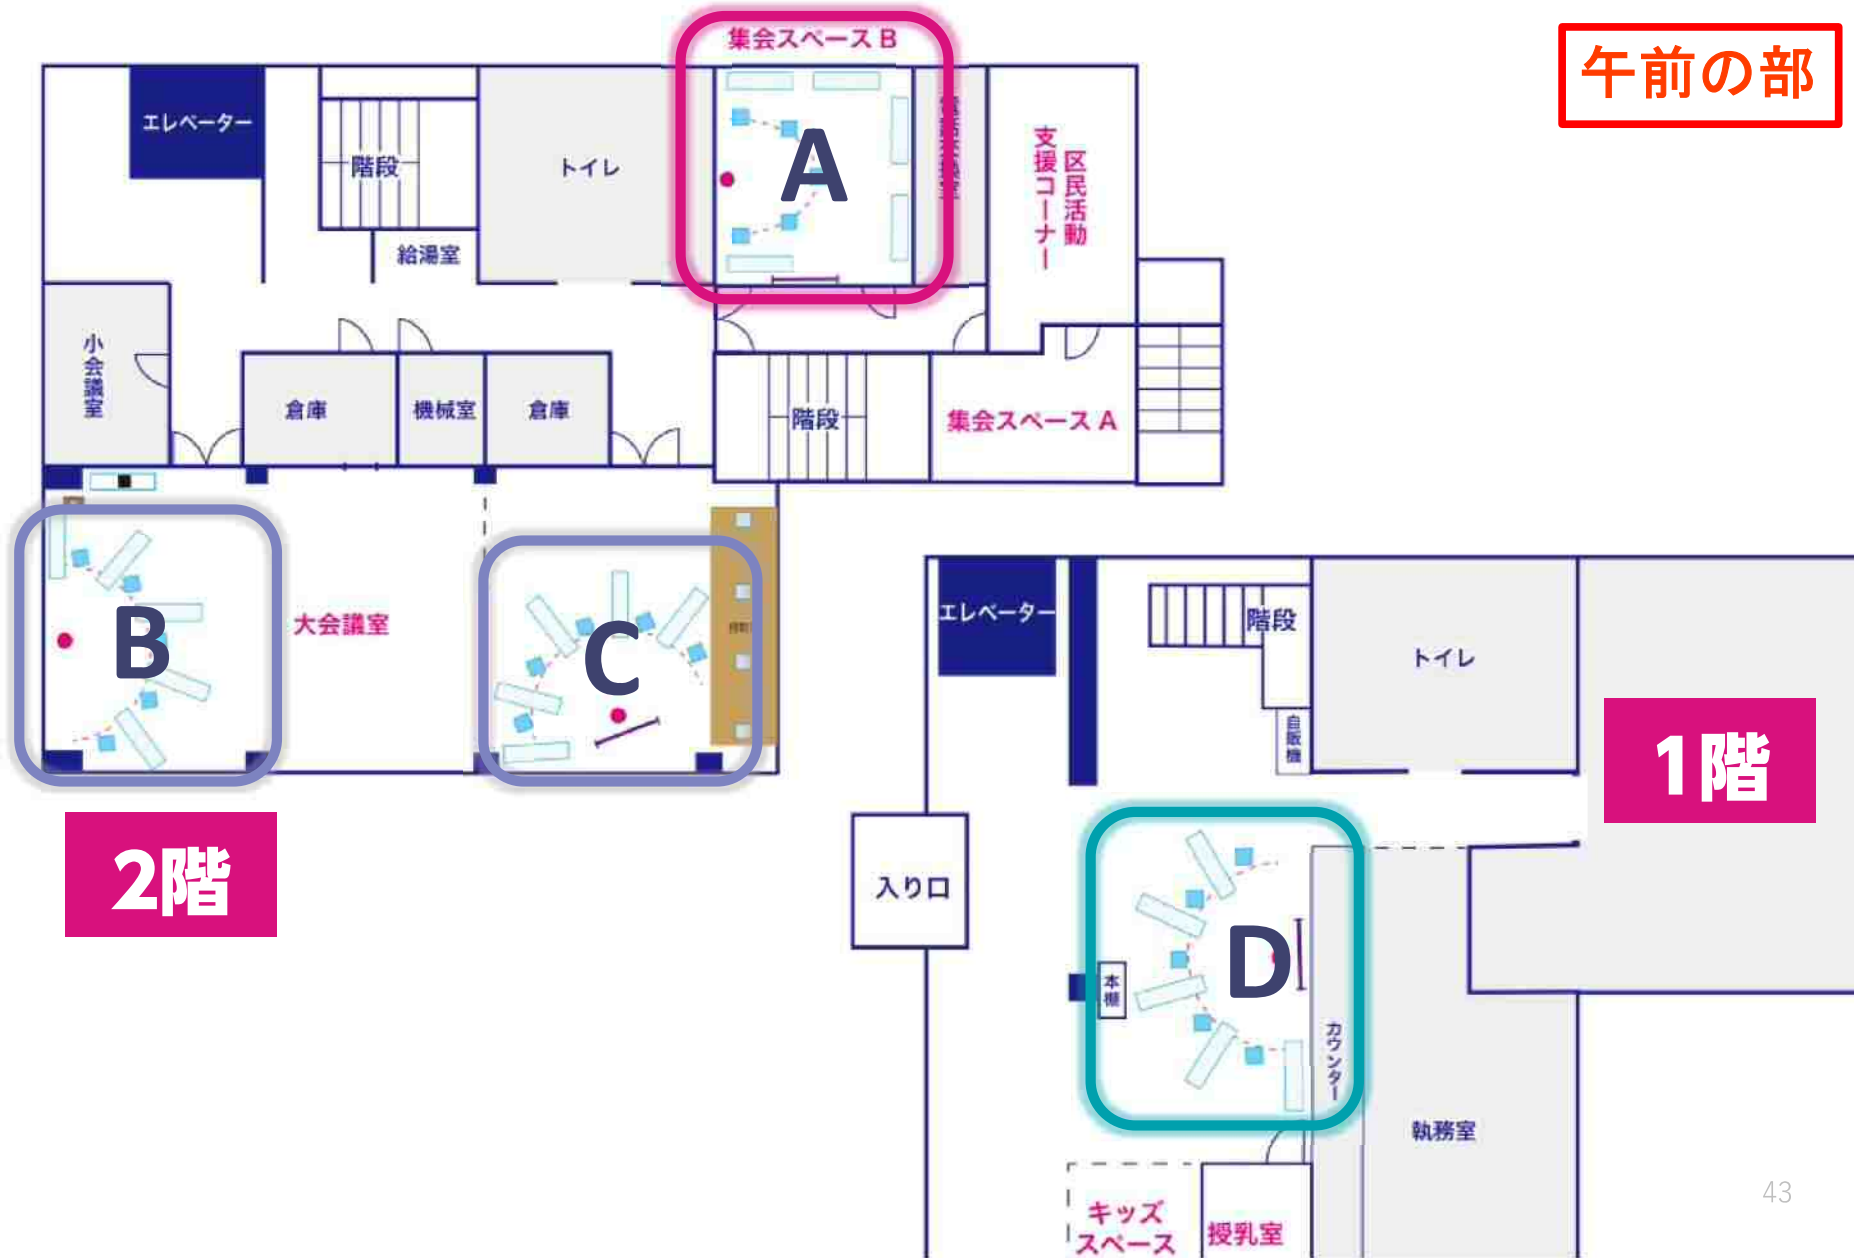 午前の部
集会スペース B
エレベーター
階段
トイレ
給湯室
A
支援コーナー
区民活動
小会議室
倉庫
機械室
倉庫
階段
集会スペース A
B
大会議室
C
2階
エレベーター
階段
トイレ
自販機
1階
入り口
D
本棚
カウンター
執務室
キッズ
スペース
授乳室
43